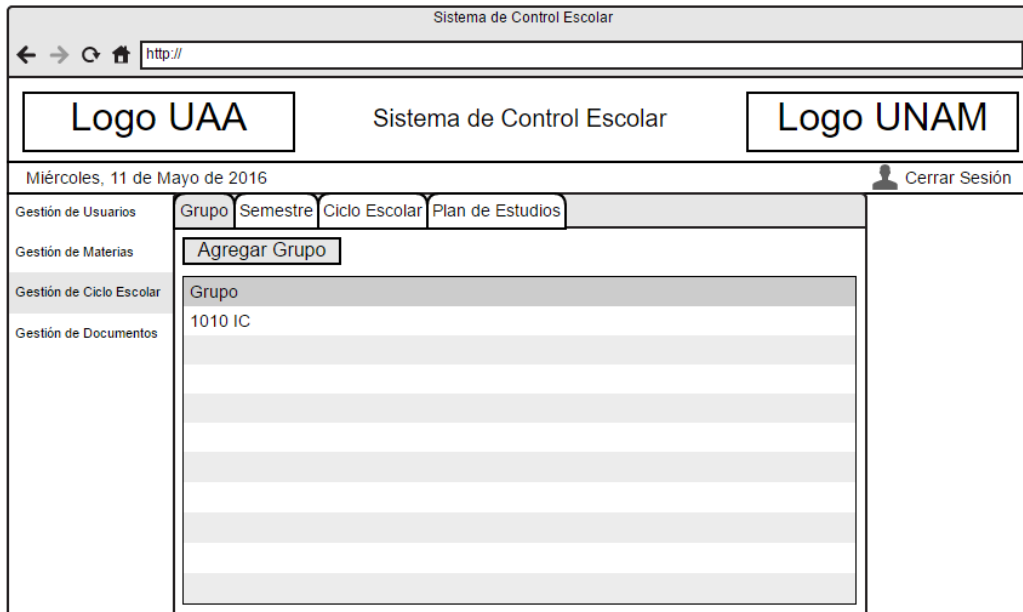 Sistema de Control Escolar
http://
Logo UAA
Sistema de Control Escolar
Logo UNAM
Miércoles, 11 de Mayo de 2016
Cerrar Sesión
Gestión de Usuarios
Gestión de Materias
Gestión de Ciclo Escolar
Gestión de Documentos
Grupo Semestre Ciclo Escolar Plan de Estudios
Agregar Grupo
Grupo
1010 IC